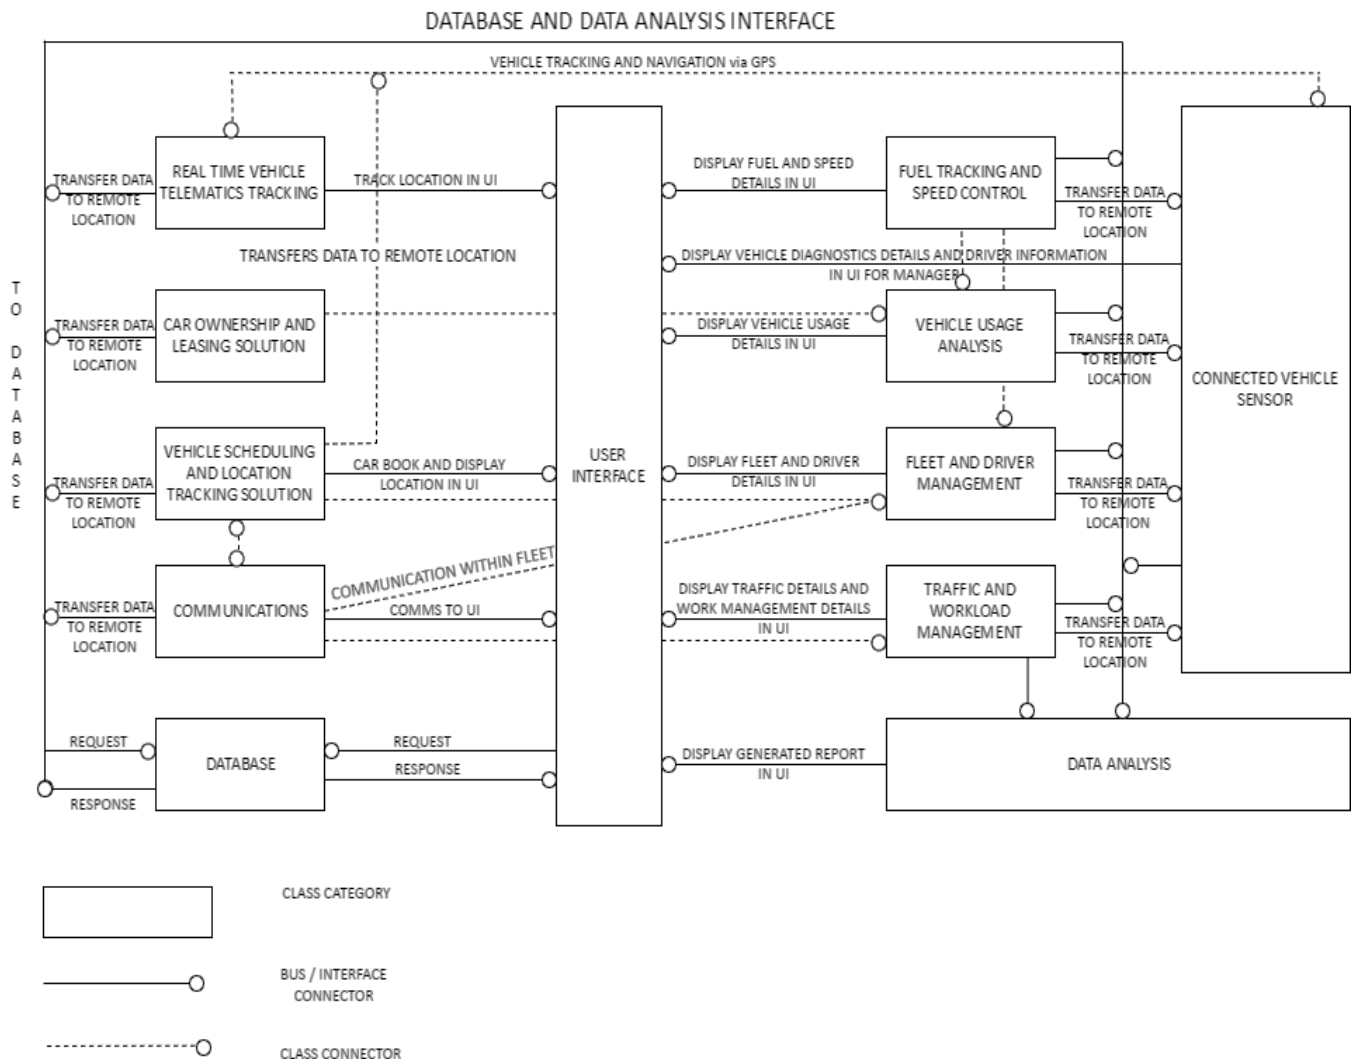 DATABASE AND DATA ANALYSIS INTERFACE
VEHICLE TRACKING AND NAVIGATION via GPS
TO DATABASE
TRANSFER DATA
TO REMOTE
LOCATION
REAL TIME VEHICLE
TELEMATICS TRACKING
TRACK LOCATION IN UI
DISPLAY FUEL AND SPEED
DETAILS IN UI
FUEL TRACKING AND
SPEED CONTROL
TRANSFER DATA
TO REMOTE
LOCATION
TRANSFERS DATA TO REMOTE LOCATION
DISPLAY VEHICLE DIAGNOSTICS DETAILS AND DRIVER INFORMATION
IN UI FOR MANAGER
TRANSFER DATA
TO REMOTE
LOCATION
CAR OWNERSHIP AND
LEASING SOLUTION
DISPLAY VEHICLE USAGE
DETAILS IN UI
VEHICLE USAGE
ANALYSIS
TRANSFER DATA
TO REMOTE
LOCATION
CONNECTED VEHICLE
SENSOR
USER
INTERFACE
TRANSFER DATA
TO REMOTE
LOCATION
VEHICLE SCHEDULING
AND LOCATION
TRACKING SOLUTION
CAR BOOK AND DISPLAY
LOCATION IN UI
DISPLAY FLEET AND DRIVER
DETAILS IN UI
FLEET AND DRIVER
MANAGEMENT
TRANSFER DATA
TO REMOTE
LOCATION
COMMUNICATION WITHIN FLEET
TRANSFER DATA
TO REMOTE
LOCATION
COMMUNICATIONS
COMMS TO UI
DISPLAY TRAFFIC DETAILS AND
WORK MANAGEMENT DETAILS
IN UI
TRAFFIC AND
WORKLOAD
MANAGEMENT
TRANSFER DATA
TO REMOTE
LOCATION
REQUEST
RESPONSE
DATABASE
REQUEST
RESPONSE
DISPLAY GENERATED REPORT
IN UI
DATA ANALYSIS
CLASS CATEGORY
BUS / INTERFACE
CONNECTOR
CLASS CONNECTOR